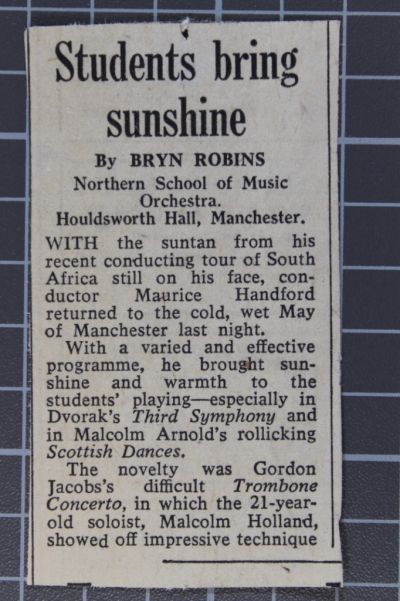 Students bring
sunshine
By BRYN ROBINS
Northern School of Music
Orchestra.
Houldsworth Hall, Manchester.
WITH the suntan from his
recent conducting tour of South
Africa still on his face, con-
ductor Maurice Handford
returned to the cold, wet May
of Manchester last night.
With a varied and effective
programme, he brought sun-
shine and warmth to the
students' playing—especially in
Dvorak's Third Symphony and
in Malcolm Arnold's rollicking
Scottish Dances.
The novelty was Gordon
Jacobs's difficult Trombone
Concerto, in which the 21-year-
old soloist, Malcolm Holland,
showed off impressive technique